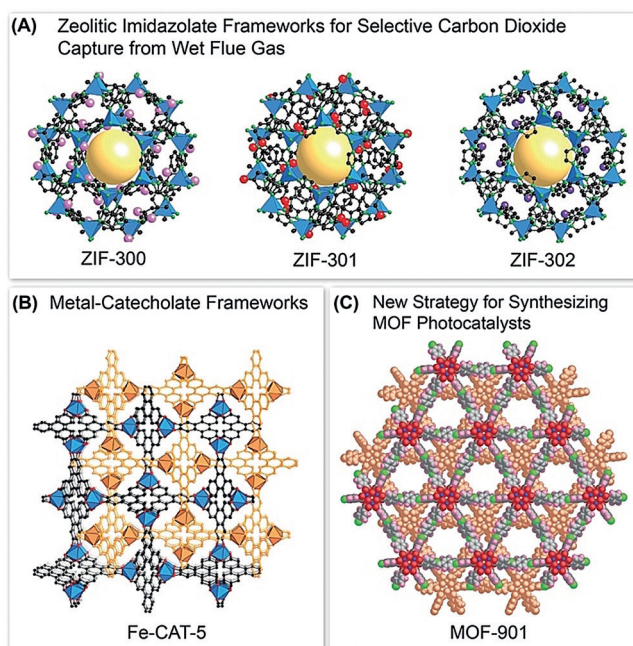 (A) Zeolitic Imidazolate Frameworks for Selective Carbon Dioxide
Capture from Wet Flue Gas
ZIF-300 ZIF-301 ZIF-302
(B) Metal-Catecholate Frameworks
Fe-CAT-5
(C) New Strategy for Synthesizing
MOF Photocatalysts
MOF-901